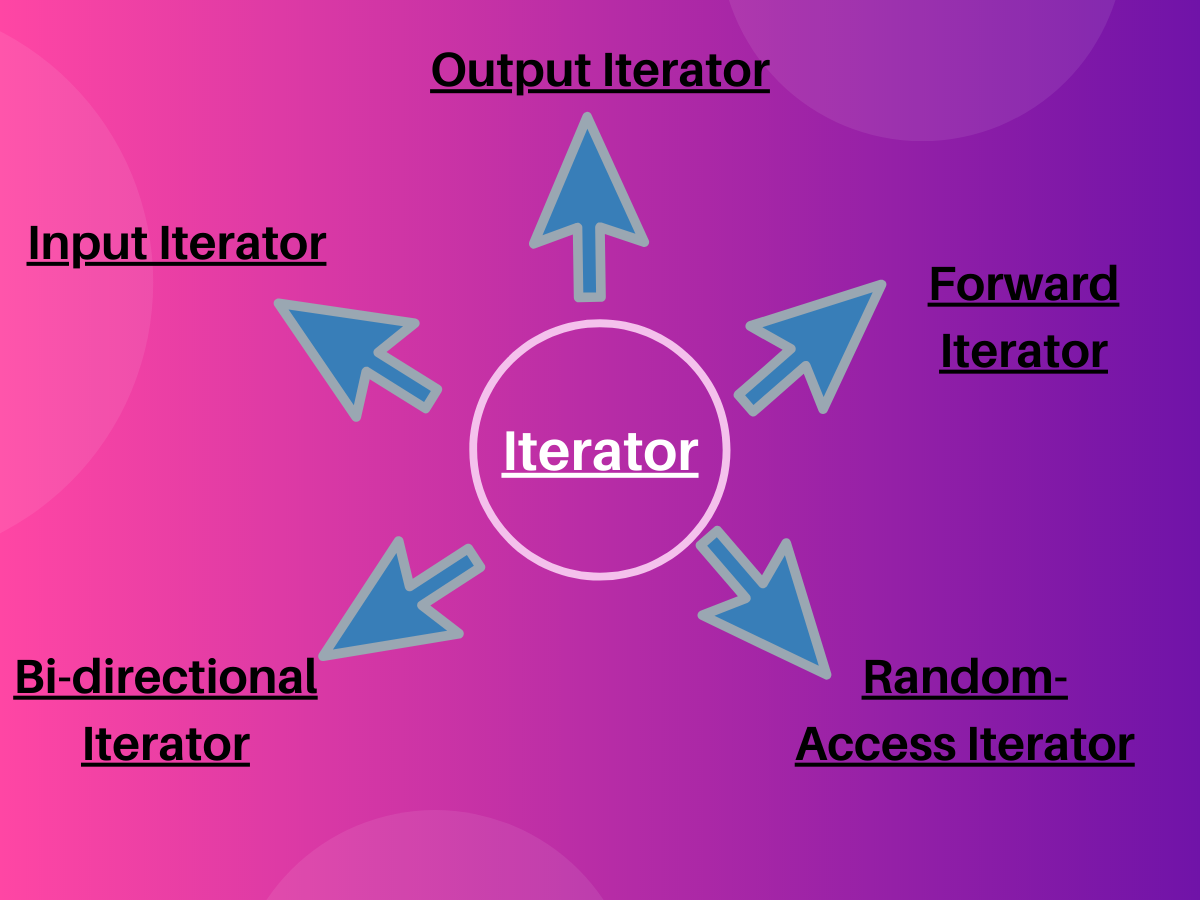 Output Iterator
Input Iterator
Forward
Iterator
Iterator
Bi-directional
Iterator
Random-
Access Iterator